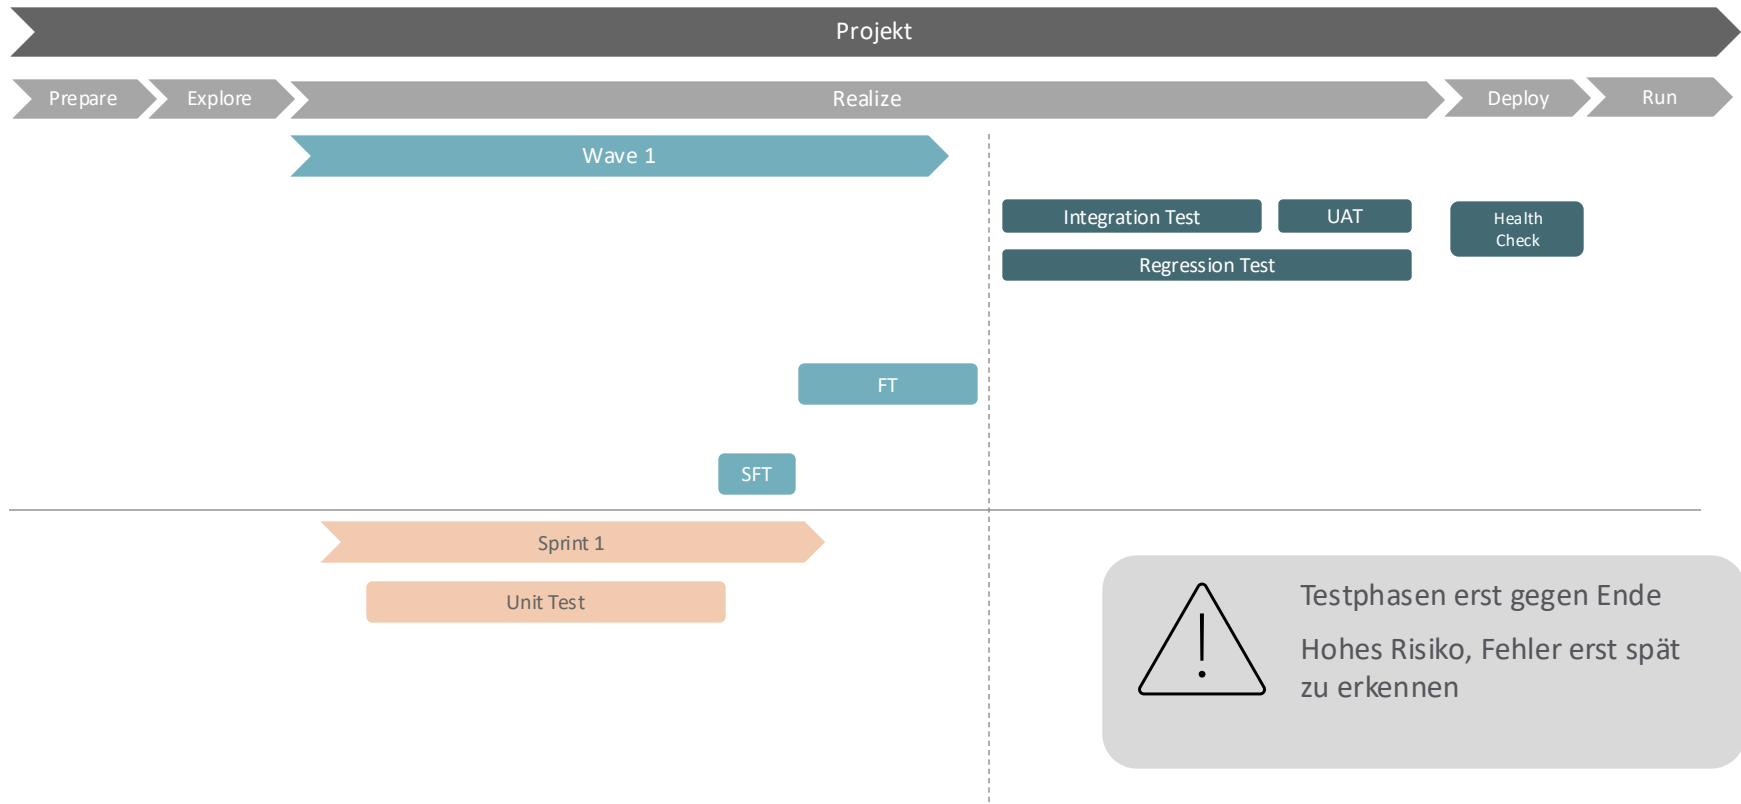 Projekt
Prepare
Explore
Realize
Deploy
Run
Wave 1
Integration Test
UAT
Health
Check
Regression Test
FT
SFT
Sprint 1
Unit Test
Testphasen erst gegen Ende
Hohes Risiko, Fehler erst spät
zu erkennen